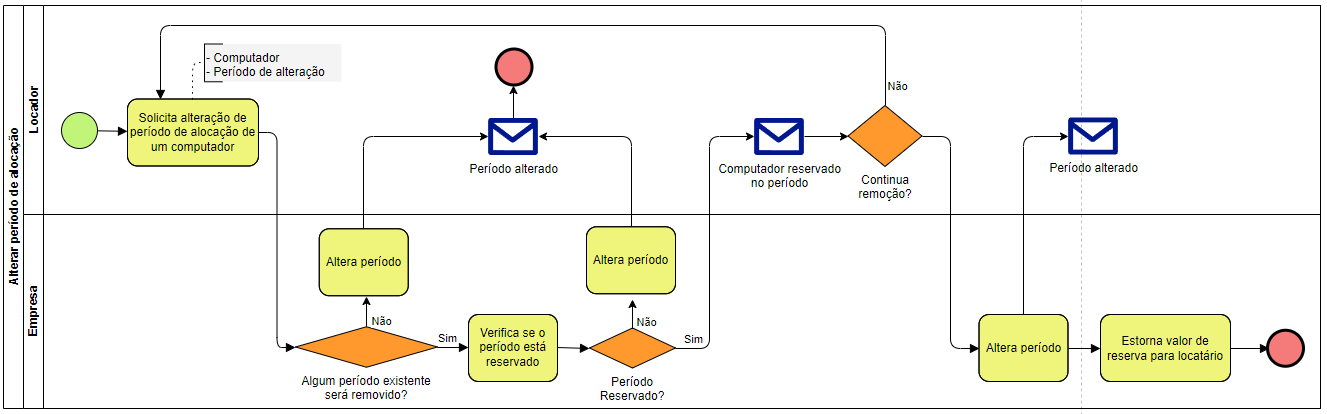 Alterar período de alocação
Locador
- Computador
- Período de alteração
Solicita alteração de
período de alocação de
um computador
Período alterado
Computador reservado
no período
Não
Continua
remoção?
Período alterado
Empresa
Altera período
Não
Algum período existente
será removido?
Sim
Verifica se o
período está
reservado
Altera período
Não
Período
Reservado?
Sim
Altera período
Estorna valor de
reserva para locatário